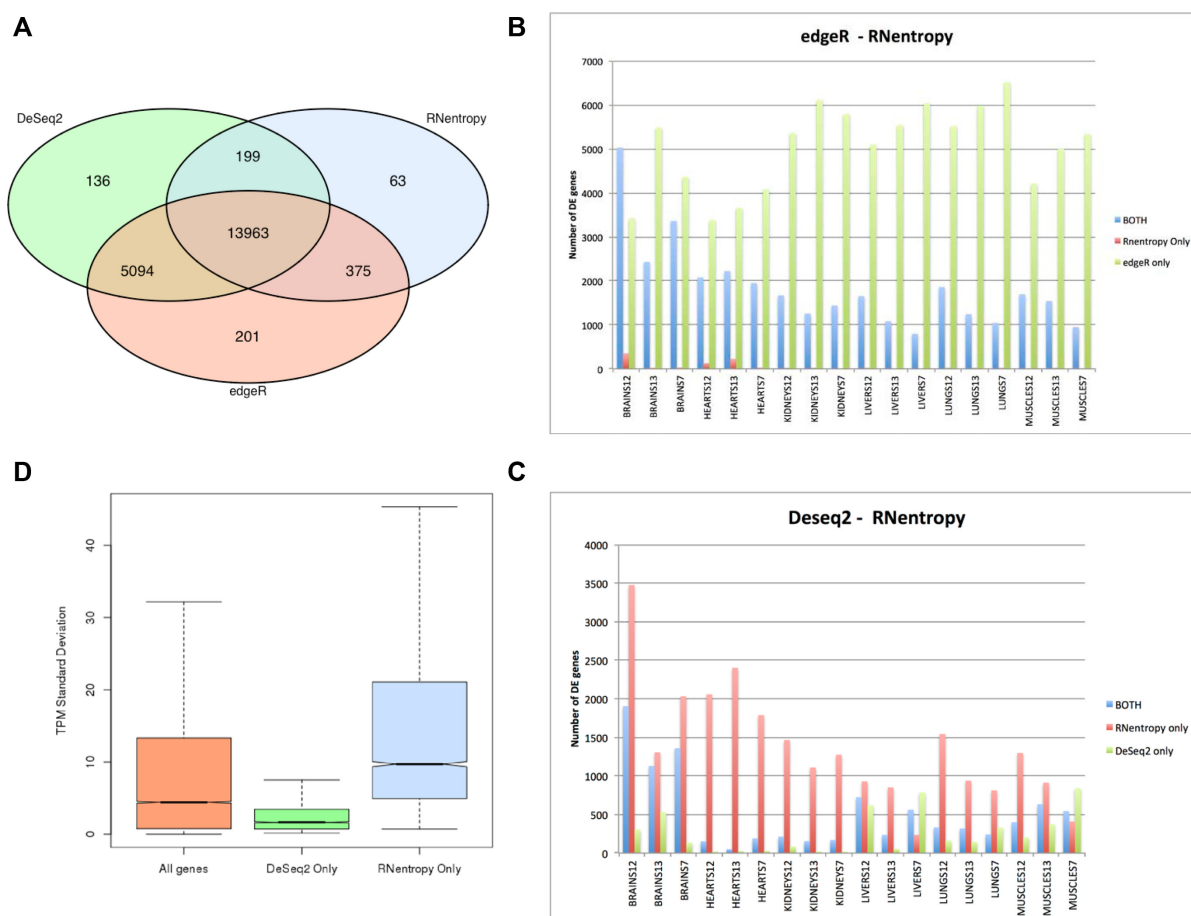 A
DeSeq2
RNentropy
199
136
63
13963
5094
375
201
edgeR
B
edgeR - RNentropy
Number of DE genes
7000
6000
5000
4000
3000
2000
1000
0
BRAINS12
BRAINS13
BRAINS7
HEARTS12
HEARTS13
HEARTS7
KIDNEYS12
KIDNEYS13
KIDNEYS7
LIVERS12
LIVERS13
LIVERS7
LUNGS12
LUNGS13
LUNGS7
MUSCLES12
MUSCLES13
MUSCLES7
BOTH
Rnentropy Only
edgeR only
D
TPM Standard Deviation
40
30
20
10
0
All genes
DeSeq2 Only
RNentropy Only
C
Deseq2 - RNentropy
Number of DE genes
4000
3500
3000
2500
2000
1500
1000
500
0
BRAINS12
BRAINS13
BRAINS7
HEARTS12
HEARTS13
HEARTS7
KIDNEYS12
KIDNEYS13
KIDNEYS7
LIVERS12
LIVERS13
LIVERS7
LUNGS12
LUNGS13
LUNGS7
MUSCLES12
MUSCLES13
MUSCLES7
BOTH
RNentropy only
DeSeq2 only